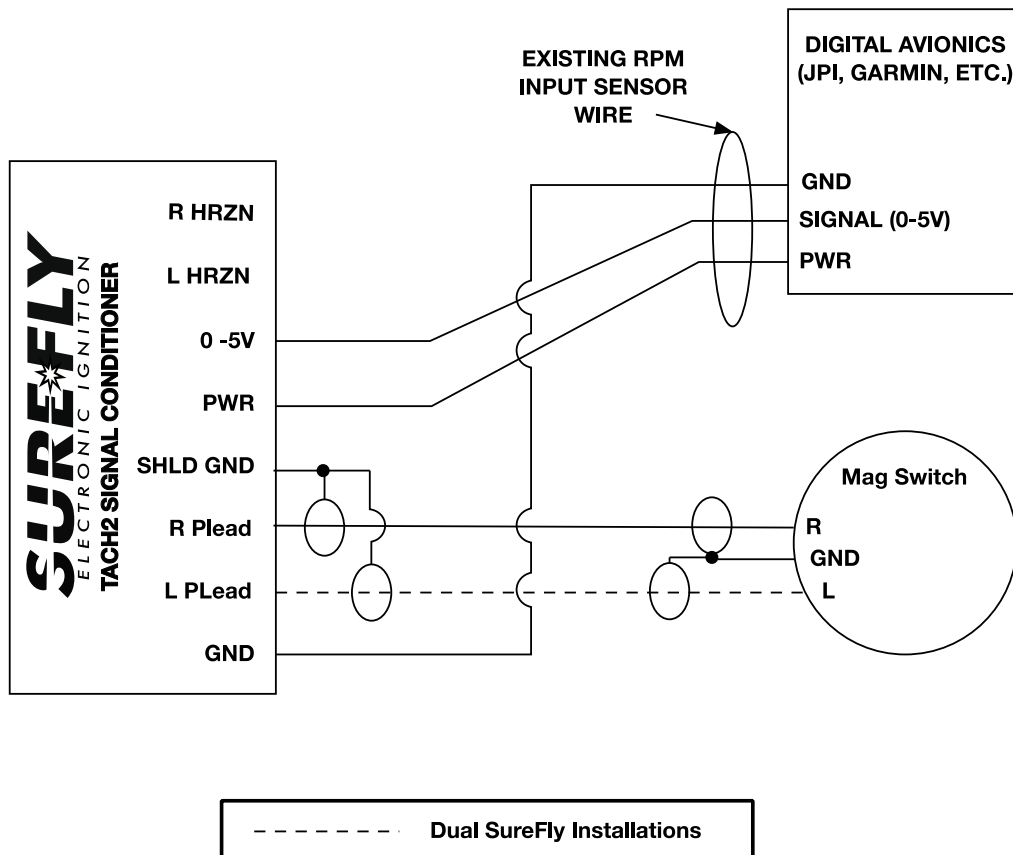 EXISTING RPM
INPUT SENSOR
WIRE
DIGITAL AVIONICS
(JPI, GARMIN, ETC.)
GND
SIGNAL (0-5V)
PWR
SUREFLY
ELECTRONIC IGNITION
TACH2 SIGNAL CONDITIONER
R HRZN
L HRZN
0 -5V
PWR
SHLD GND
R Plead
L PLead
GND
Mag Switch
R
GND
L
Dual SureFly Installations